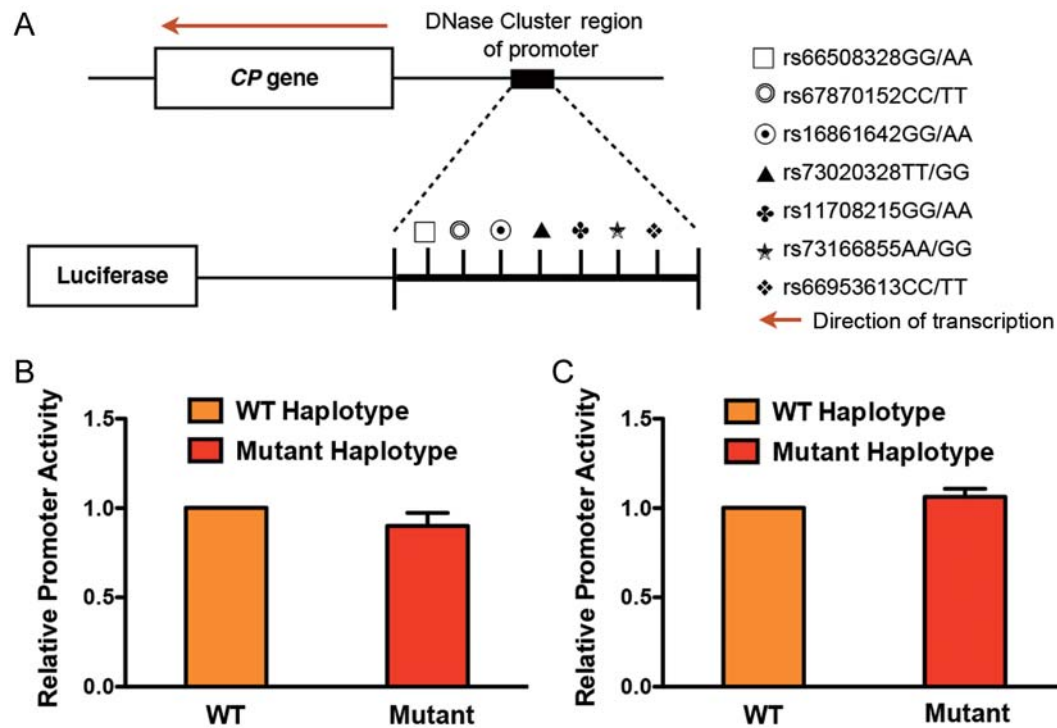 A
DNase Cluster region
of promoter
CP gene
Luciferase
rs66508328GG/AA
rs67870152CC/TT
rs16861642GG/AA
rs73020328TT/GG
rs11708215GG/AA
rs73166855AA/GG
rs66953613CC/TT
Direction of transcription
B
Relative Promoter Activity
1.5
1.0
0.5
0.0
WT Haplotype
Mutant Haplotype
WT
Mutant
C
Relative Promoter Activity
1.5
1.0
0.5
0.0
WT Haplotype
Mutant Haplotype
WT
Mutant